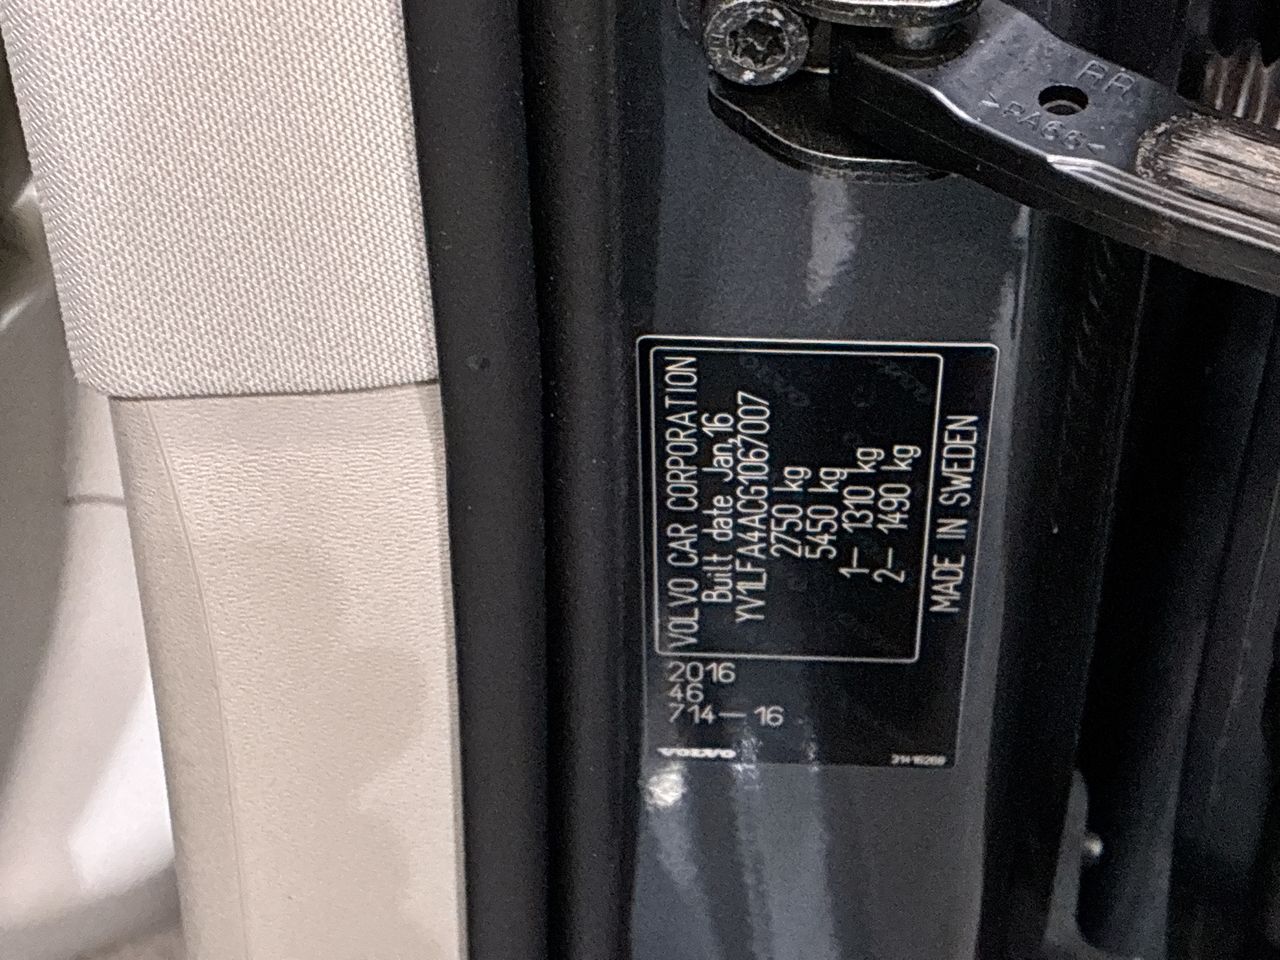 VOLVO CAR CORPORATION
Built date Jan,16
YV1LFA4ACG1067007
2750 kg
5450 kg
1— 1310 kg
2— 1490 kg
MADE IN SWEDEN
2016
46
714— 16
VOLVO
RR
>PA66<